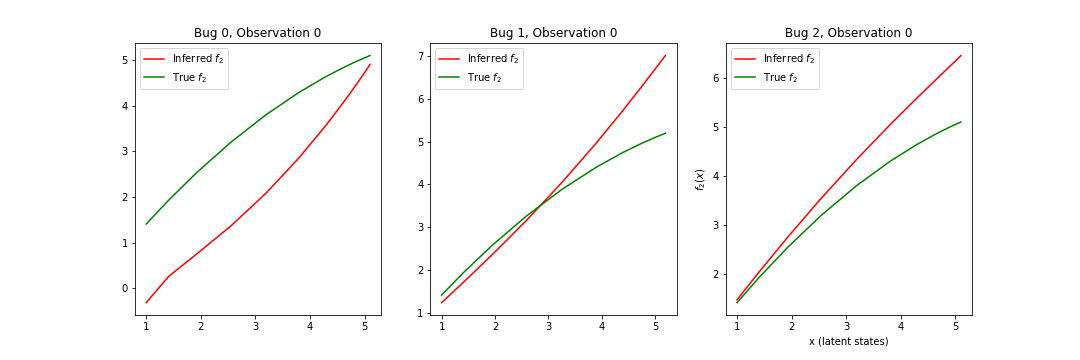 Bug 0, Observation 0
Inferred f₂
True f₂
5
4
3
2
1
0
1 2 3 4 5
Bug 1, Observation 0
Inferred f₂
True f₂
7
6
5
4
3
2
1
1 2 3 4 5
Bug 2, Observation 0
Inferred f₂
True f₂
f₂(x)
6
5
4
3
2
1 2 3 4 5
x (latent states)